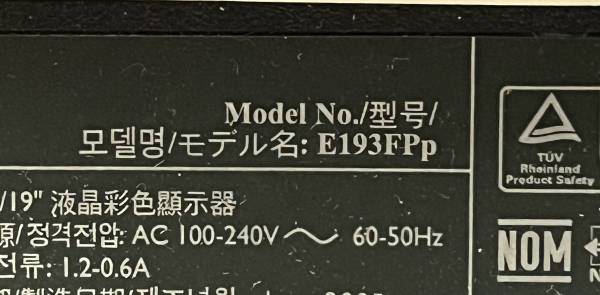 Model No./型号/
모델명/モデル名: E193FPp
TÜV
Rheinland
Product Safety
/19" 液晶彩色顯示器
源/정격전압: AC 100-240V～ 60-50Hz
전류: 1.2-0.6A
NOM